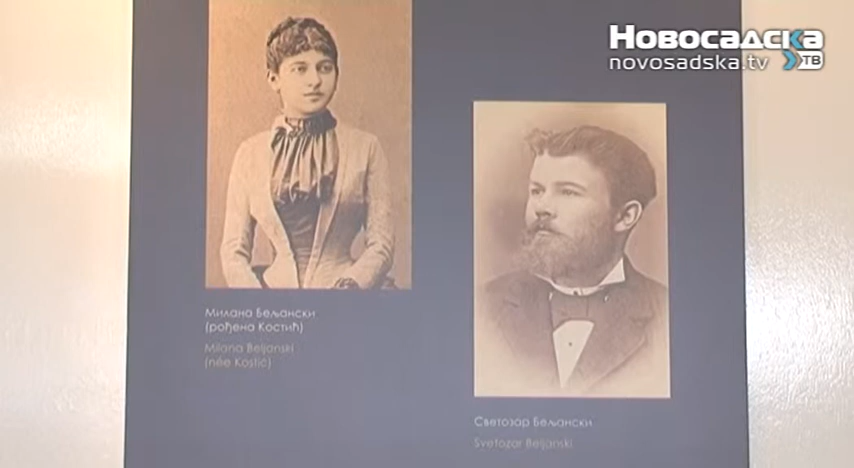 Новосадска
novosadska.tv ТВ
Милана Бељански
(рођена Костић)
Milana Beljanski
(née Kostić)
Светозар Бељански
Svetozar Beljanski